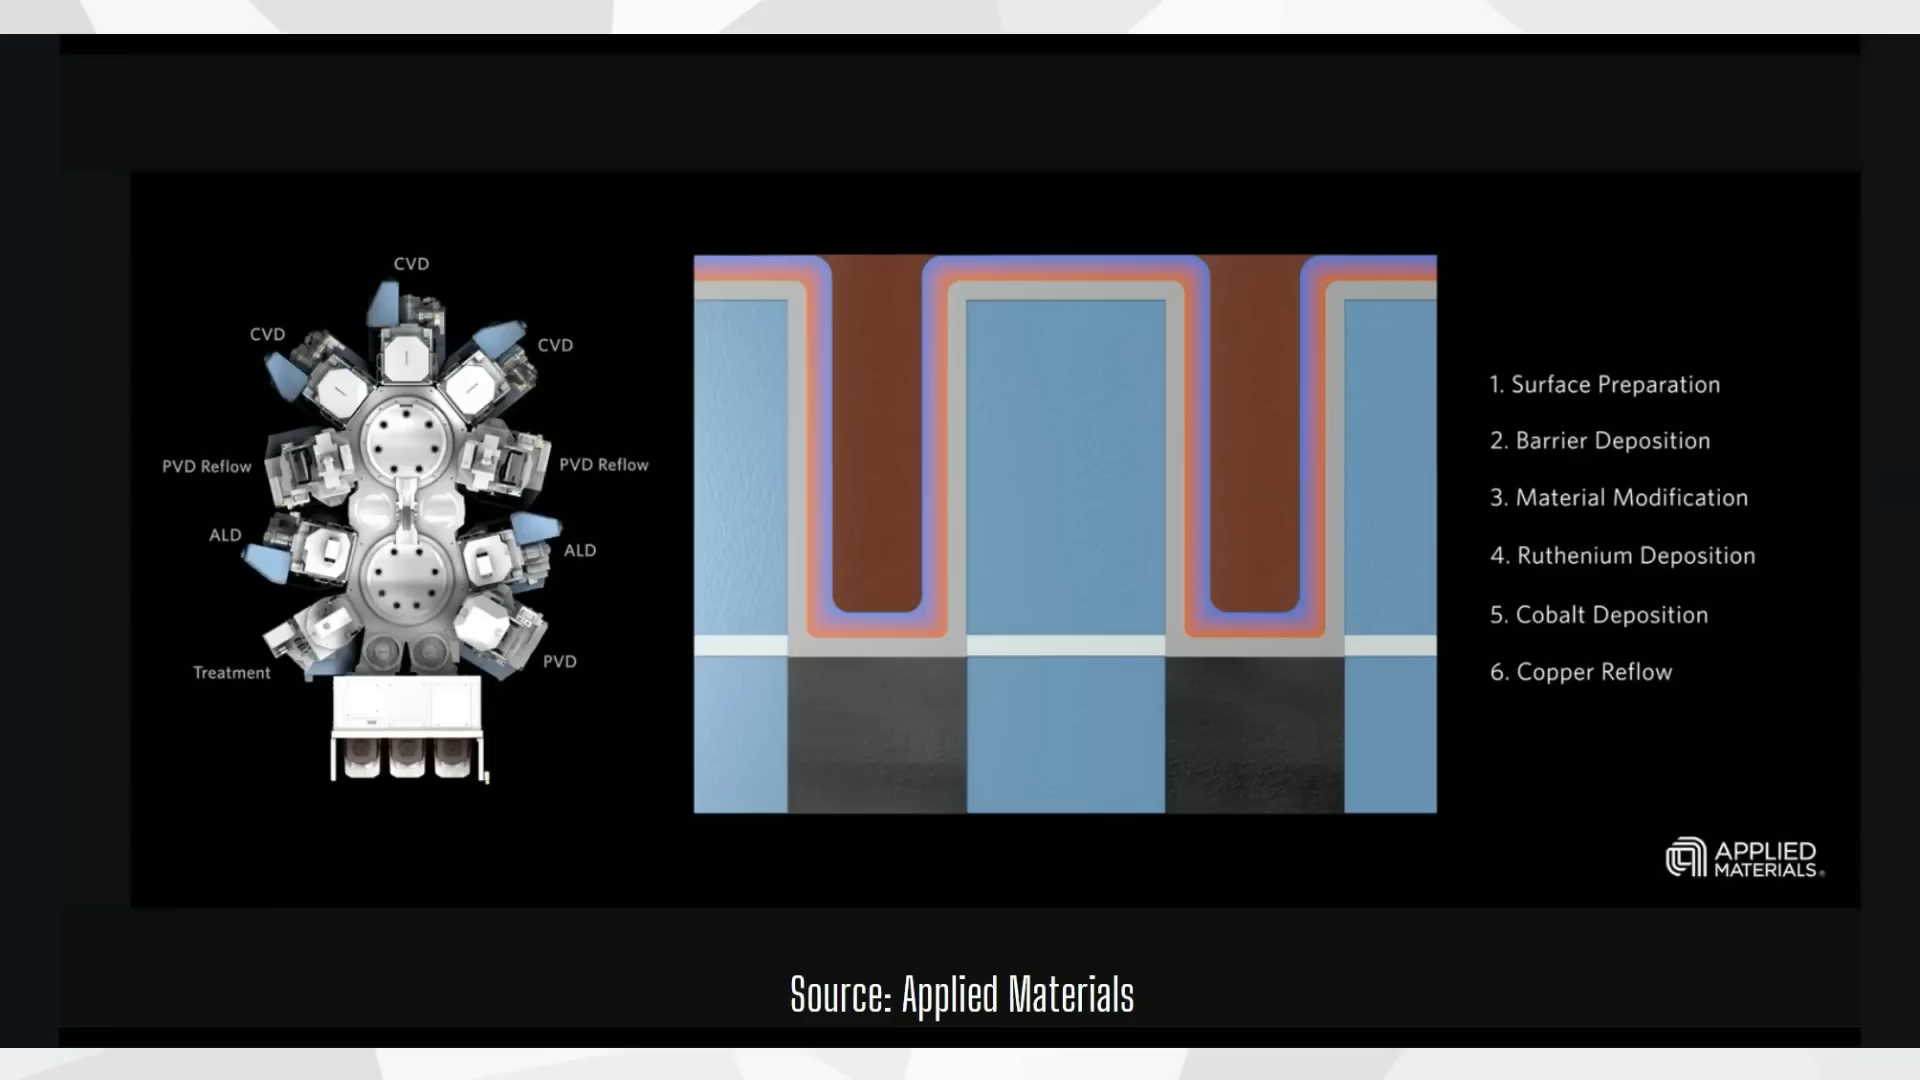 CVD
CVD
CVD
PVD Reflow
PVD Reflow
ALD
ALD
Treatment
PVD
1. Surface Preparation
2. Barrier Deposition
3. Material Modification
4. Ruthenium Deposition
5. Cobalt Deposition
6. Copper Reflow
APPLIED
MATERIALS®
Source: Applied Materials